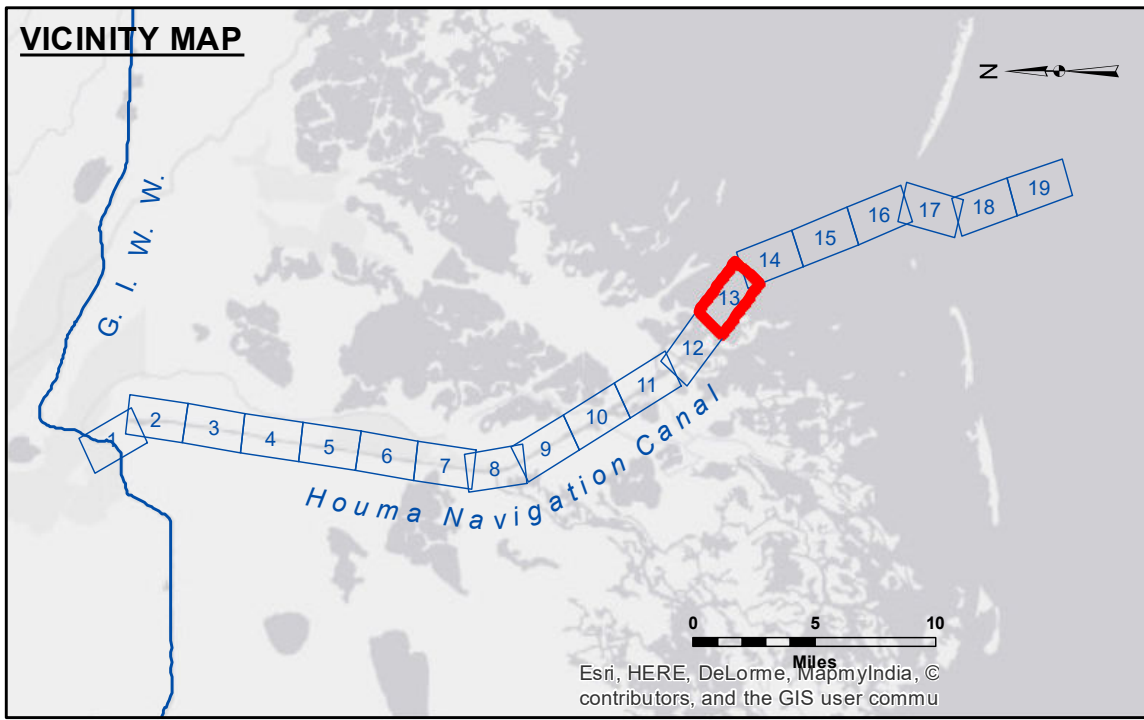 VICINITY MAP
N
G. I. W. W.
1
2
3
4
5
6
7
8
9
10
11
12
13
14
15
16
17
18
19
Houma Navigation Canal
0 5 10
Miles
Esri, HERE, DeLorme, MapmyIndia, ©
contributors, and the GIS user commu